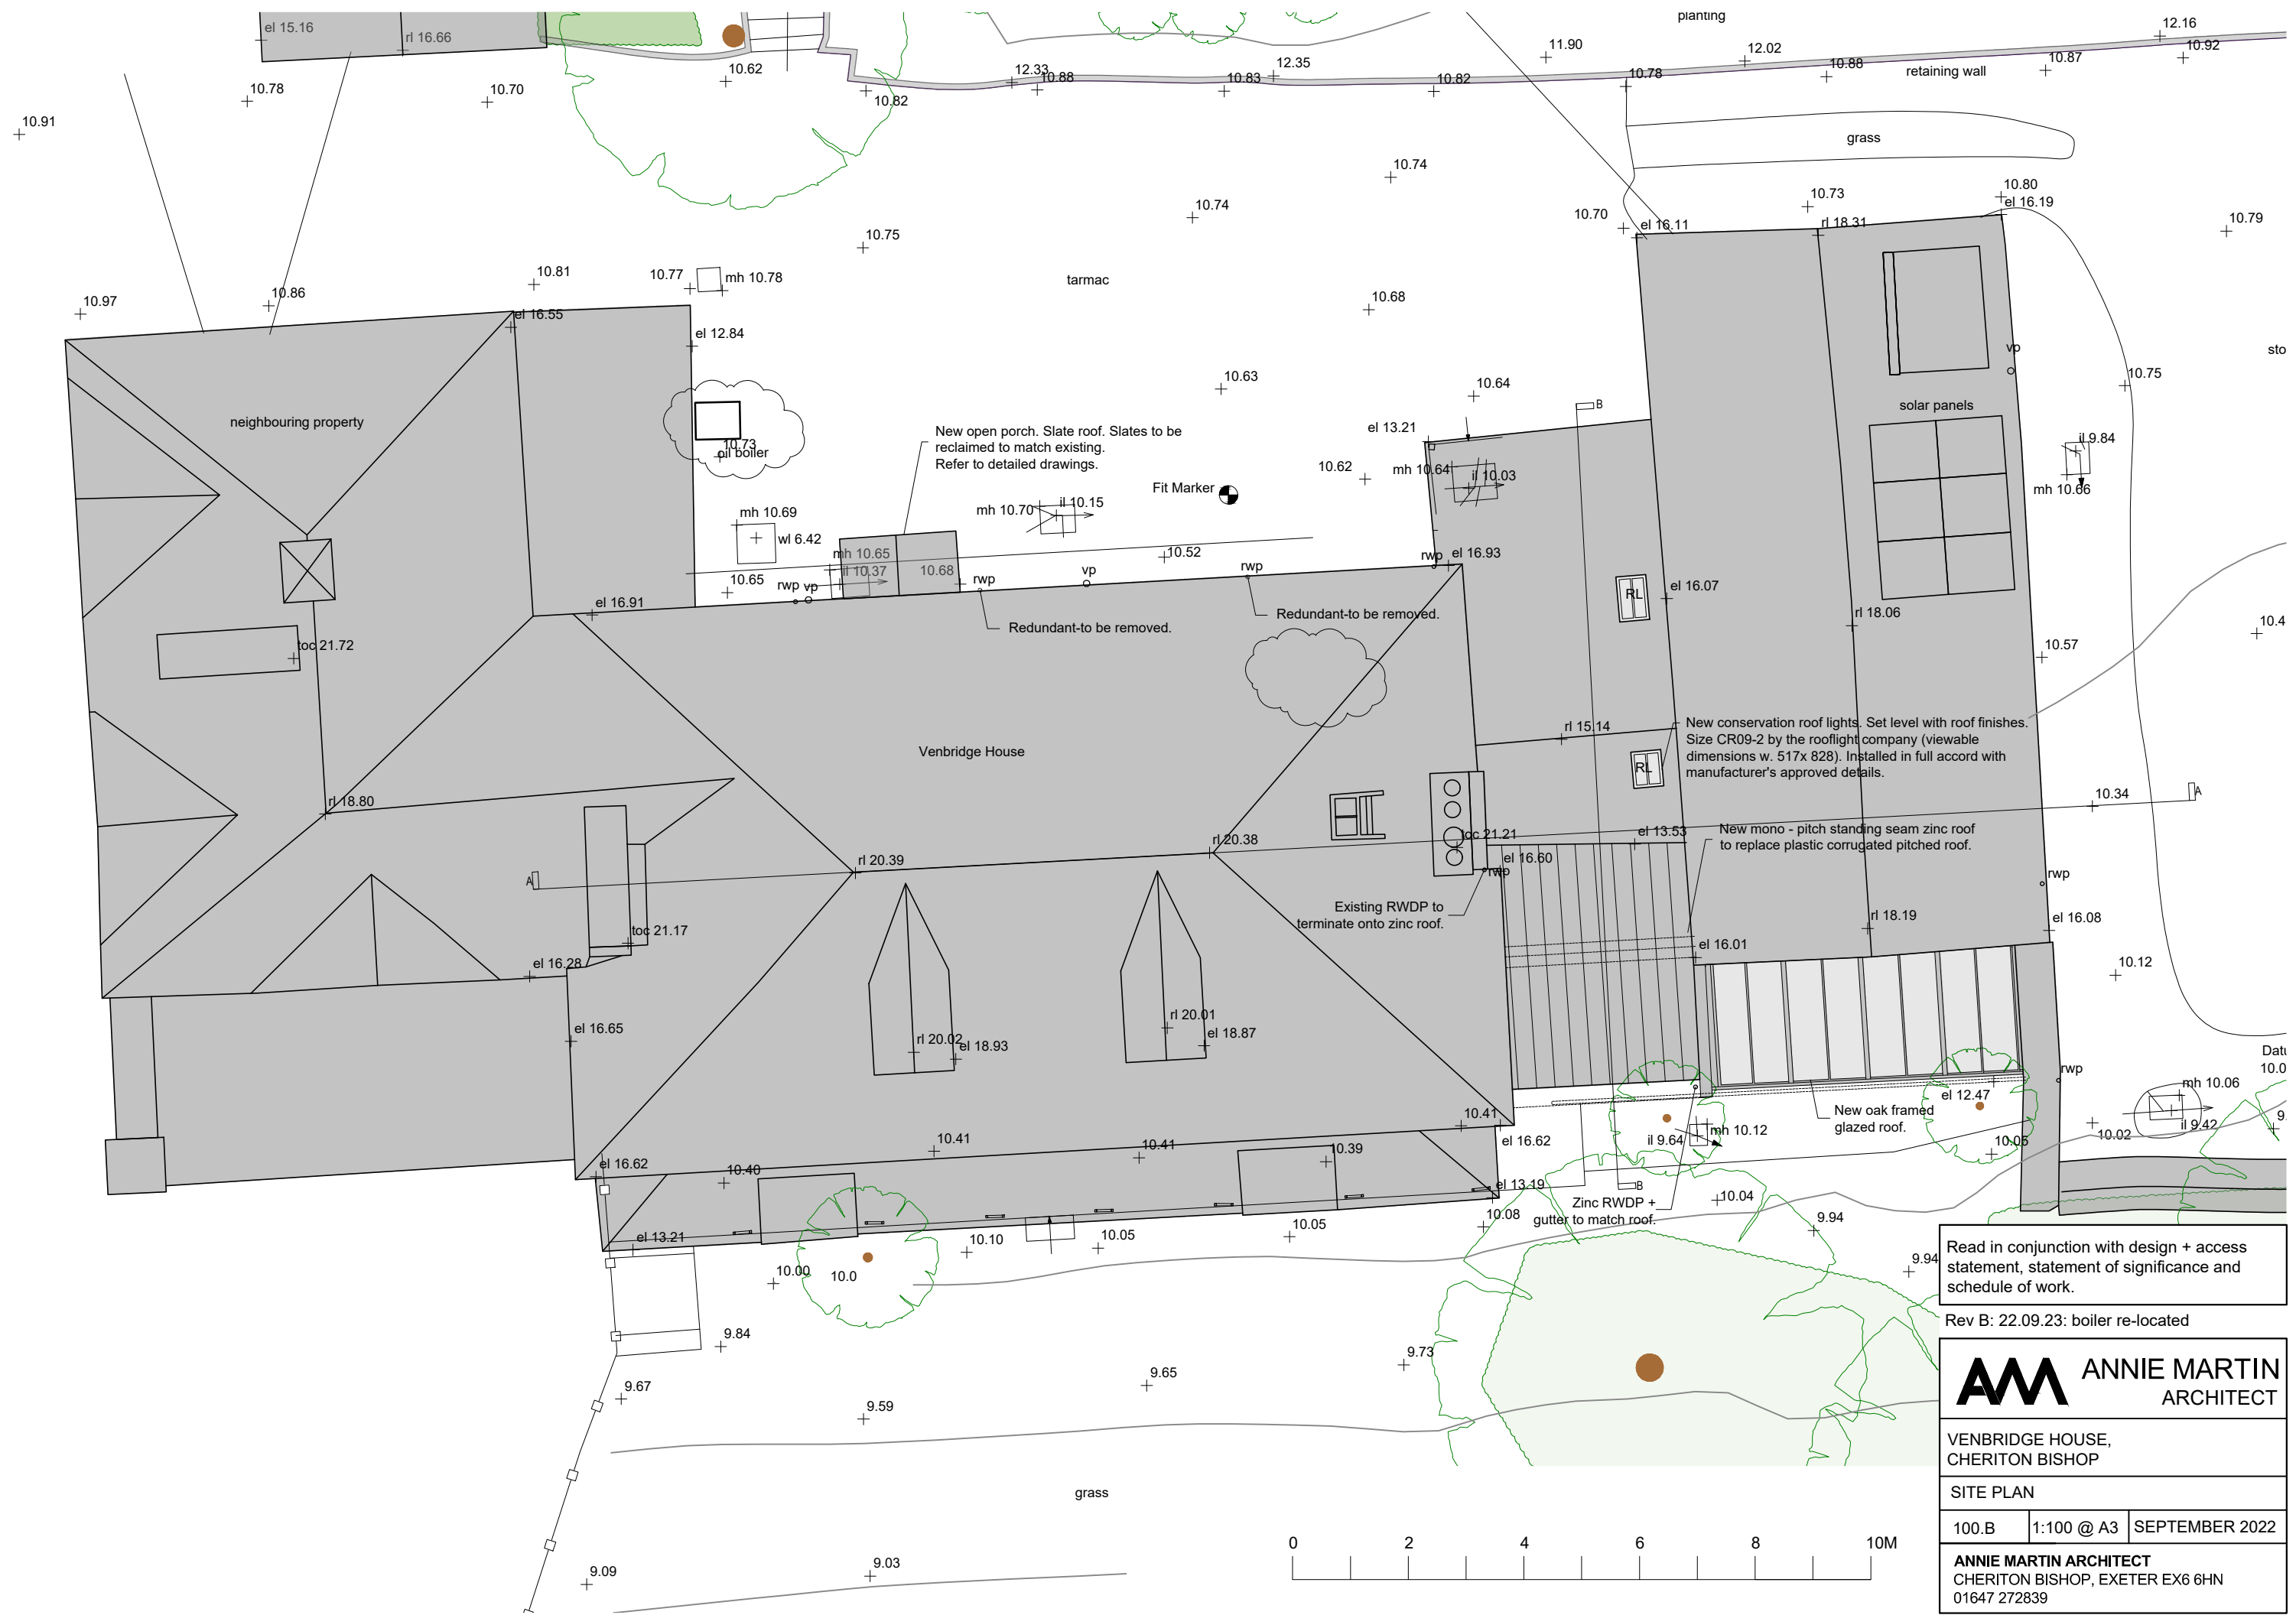 planting
12.16
el 15.16
rl 16.66
11.90
12.02
10.92
10.62
12.33
10.88
12.35
10.83
10.82
10.78
10.88
retaining wall
10.87
10.78
10.70
10.82
10.91
grass
10.74
10.74
10.70
el 16.11
10.73
rl 18.31
10.80
el 16.19
10.79
10.75
tarmac
10.81
10.77
mh 10.78
10.97
10.86
10.68
el 16.55
el 12.84
vp
sto
10.63
10.64
10.75
solar panels
neighbouring property
10.73
oil boiler
New open porch. Slate roof. Slates to be
reclaimed to match existing.
Refer to detailed drawings.
el 13.21
B
il 9.84
10.62
mh 10.64
il 10.03
mh 10.66
Fit Marker
mh 10.70
il 10.15
mh 10.69
wl 6.42
mh 10.65
il 10.37
10.68
10.52
rwp
el 16.93
10.65
rwp
vp
rwp
vp
rwp
el 16.91
Redundant-to be removed.
Redundant-to be removed.
RL
el 16.07
rl 18.06
10.4
10.57
toc 21.72
Venbridge House
rl 15.14
New conservation roof lights. Set level with roof finishes.
Size CR09-2 by the rooflight company (viewable
dimensions w. 517x 828). Installed in full accord with
manufacturer's approved details.
RL
rl 18.80
10.34
A
rl 20.39
rl 20.38
toc 21.21
el 13.53
New mono - pitch standing seam zinc roof
to replace plastic corrugated pitched roof.
el 16.60
rwp
A
rwp
Existing RWDP to
terminate onto zinc roof.
rl 18.19
el 16.08
toc 21.17
el 16.01
el 16.28
10.12
el 16.65
rl 20.02
el 18.93
rl 20.01
el 18.87
Datu
10.0
rwp
mh 10.06
il 9.42
9.
el 12.47
New oak framed
glazed roof.
10.41
el 16.62
mh 10.12
il 9.64
10.05
10.02
10.41
10.41
10.39
el 16.62
10.40
el 13.19
B
Zinc RWDP +
gutter to match roof.
10.04
10.08
9.94
el 13.21
10.10
10.05
10.05
10.00
10.0
9.94
Read in conjunction with design + access
statement, statement of significance and
schedule of work.
Rev B: 22.09.23: boiler re-located
9.84
9.73
9.67
9.65
9.59
AMA ANNIE MARTIN
ARCHITECT
VENBRIDGE HOUSE,
CHERITON BISHOP
SITE PLAN
100.B
1:100 @ A3
SEPTEMBER 2022
ANNIE MARTIN ARCHITECT
CHERITON BISHOP, EXETER EX6 6HN
01647 272839
grass
0 2 4 6 8 10M
9.09
9.03